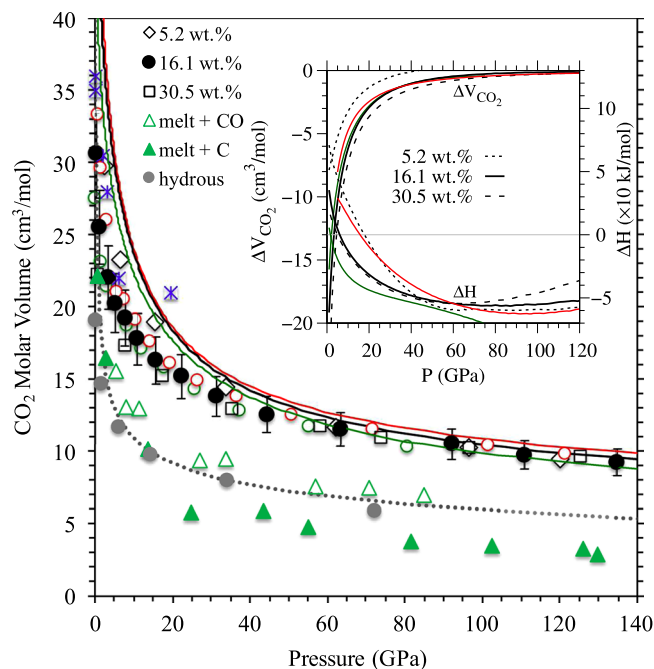 40
35
30
25
20
15
10
5
0
CO2 Molar Volume (cm3/mol)
0 20 40 60 80 100 120 140
Pressure (GPa)
5.2 wt.%
16.1 wt.%
30.5 wt.%
melt + CO
melt + C
hydrous
0
−5
−10
−15
−20
ΔVCO2 (cm3/mol)
ΔVCO2
5.2 wt.%
16.1 wt.%
30.5 wt.%
ΔH
10
5
0
−5
ΔH (×10 kJ/mol)
0 20 40 60 80 100 120
P (GPa)